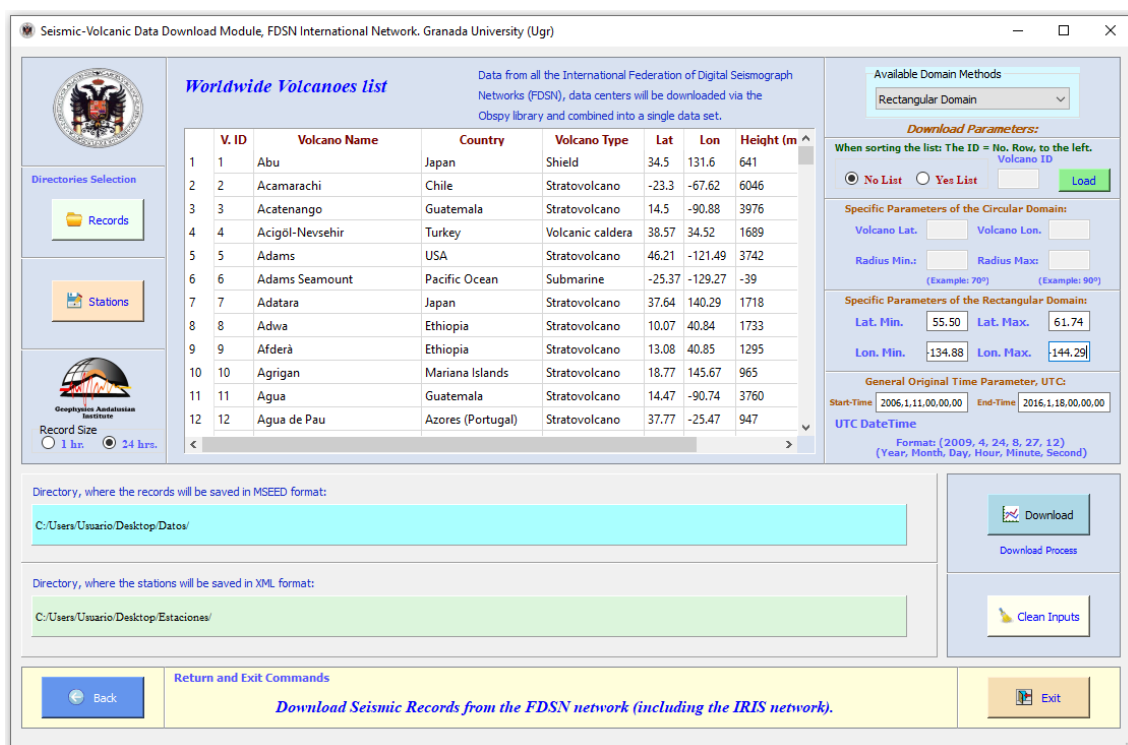 Seismic-Volcanic Data Download Module, FDSN International Network. Granada University (Ugr)
Directories Selection
Records
Stations
Geophysics Andalusian
Institute
Record Size
1 hr. 24 hrs.
Worldwide Volcanoes list
Data from all the International Federation of Digital Seismograph
Networks (FDSN), data centers will be downloaded via the
Obspy library and combined into a single data set.
V. ID Volcano Name Country Volcano Type Lat Lon Height (m
1 1 Abu Japan Shield 34.5 131.6 641
2 2 Acamarachi Chile Stratovolcano -23.3 -67.62 6046
3 3 Acatenango Guatemala Stratovolcano 14.5 -90.88 3976
4 4 Acigöl-Nevsehir Turkey Volcanic caldera 38.57 34.52 1689
5 5 Adams USA Stratovolcano 46.21 -121.49 3742
6 6 Adams Seamount Pacific Ocean Submarine -25.37 -129.27 -39
7 7 Adatara Japan Stratovolcano 37.64 140.29 1718
8 8 Adwa Ethiopia Stratovolcano 10.07 40.84 1733
9 9 Afderà Ethiopia Stratovolcano 13.08 40.85 1295
10 10 Agrigan Mariana Islands Stratovolcano 18.77 145.67 965
11 11 Agua Guatemala Stratovolcano 14.47 -90.74 3760
12 12 Agua de Pau Azores (Portugal) Stratovolcano 37.77 -25.47 947
Available Domain Methods
Rectangular Domain
Download Parameters:
When sorting the list: The ID = No. Row, to the left.
Volcano ID
No List Yes List Load
Specific Parameters of the Circular Domain:
Volcano Lat. Volcano Lon.
Radius Min.: Radius Max:
(Example: 70º) (Example: 90º)
Specific Parameters of the Rectangular Domain:
Lat. Min. 55.50 Lat. Max. 61.74
Lon. Min. -134.88 Lon. Max. -144.29
General Original Time Parameter, UTC:
Start-Time 2006,1,11,00,00,00 End-Time 2016,1,18,00,00,00
UTC DateTime
Format: (2009, 4, 24, 8, 27, 12)
(Year, Month, Day, Hour, Minute, Second)
Directory, where the records will be saved in MSEED format:
C:/Users/Usuario/Desktop/Datos/
Directory, where the stations will be saved in XML format:
C:/Users/Usuario/Desktop/Estaciones/
Download
Download Process
Clean Inputs
Back
Return and Exit Commands
Download Seismic Records from the FDSN network (including the IRIS network).
Exit